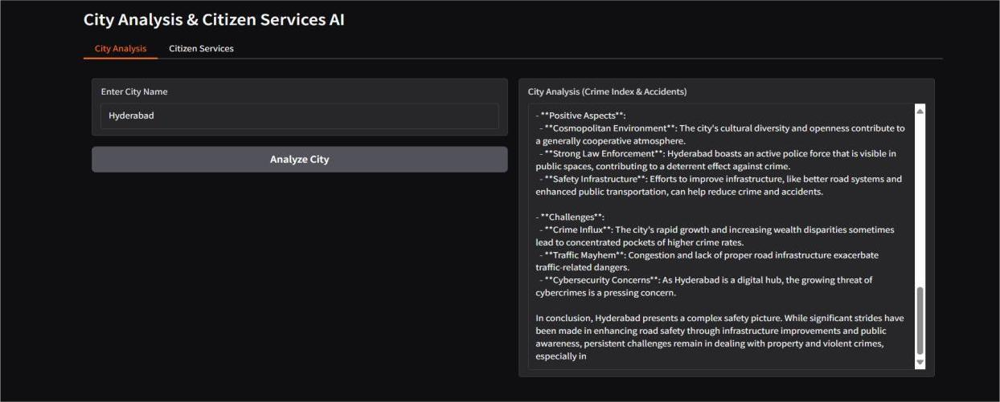 City Analysis & Citizen Services AI
City Analysis
Citizen Services
Enter City Name
Hyderabad
Analyze City
City Analysis (Crime Index & Accidents)
- **Positive Aspects**:
- **Cosmopolitan Environment**: The city's cultural diversity and openness contribute to
a generally cooperative atmosphere.
- **Strong Law Enforcement**: Hyderabad boasts an active police force that is visible in
public spaces, contributing to a deterrent effect against crime.
- **Safety Infrastructure**: Efforts to improve infrastructure, like better road systems and
enhanced public transportation, can help reduce crime and accidents.
- **Challenges**:
- **Crime Influx**: The city's rapid growth and increasing wealth disparities sometimes
lead to concentrated pockets of higher crime rates.
- **Traffic Mayhem**: Congestion and lack of proper road infrastructure exacerbate
traffic-related dangers.
- **Cybersecurity Concerns**: As Hyderabad is a digital hub, the growing threat of
cybercrimes is a pressing concern.
In conclusion, Hyderabad presents a complex safety picture. While significant strides have
been made in enhancing road safety through infrastructure improvements and public
awareness, persistent challenges remain in dealing with property and violent crimes,
especially in